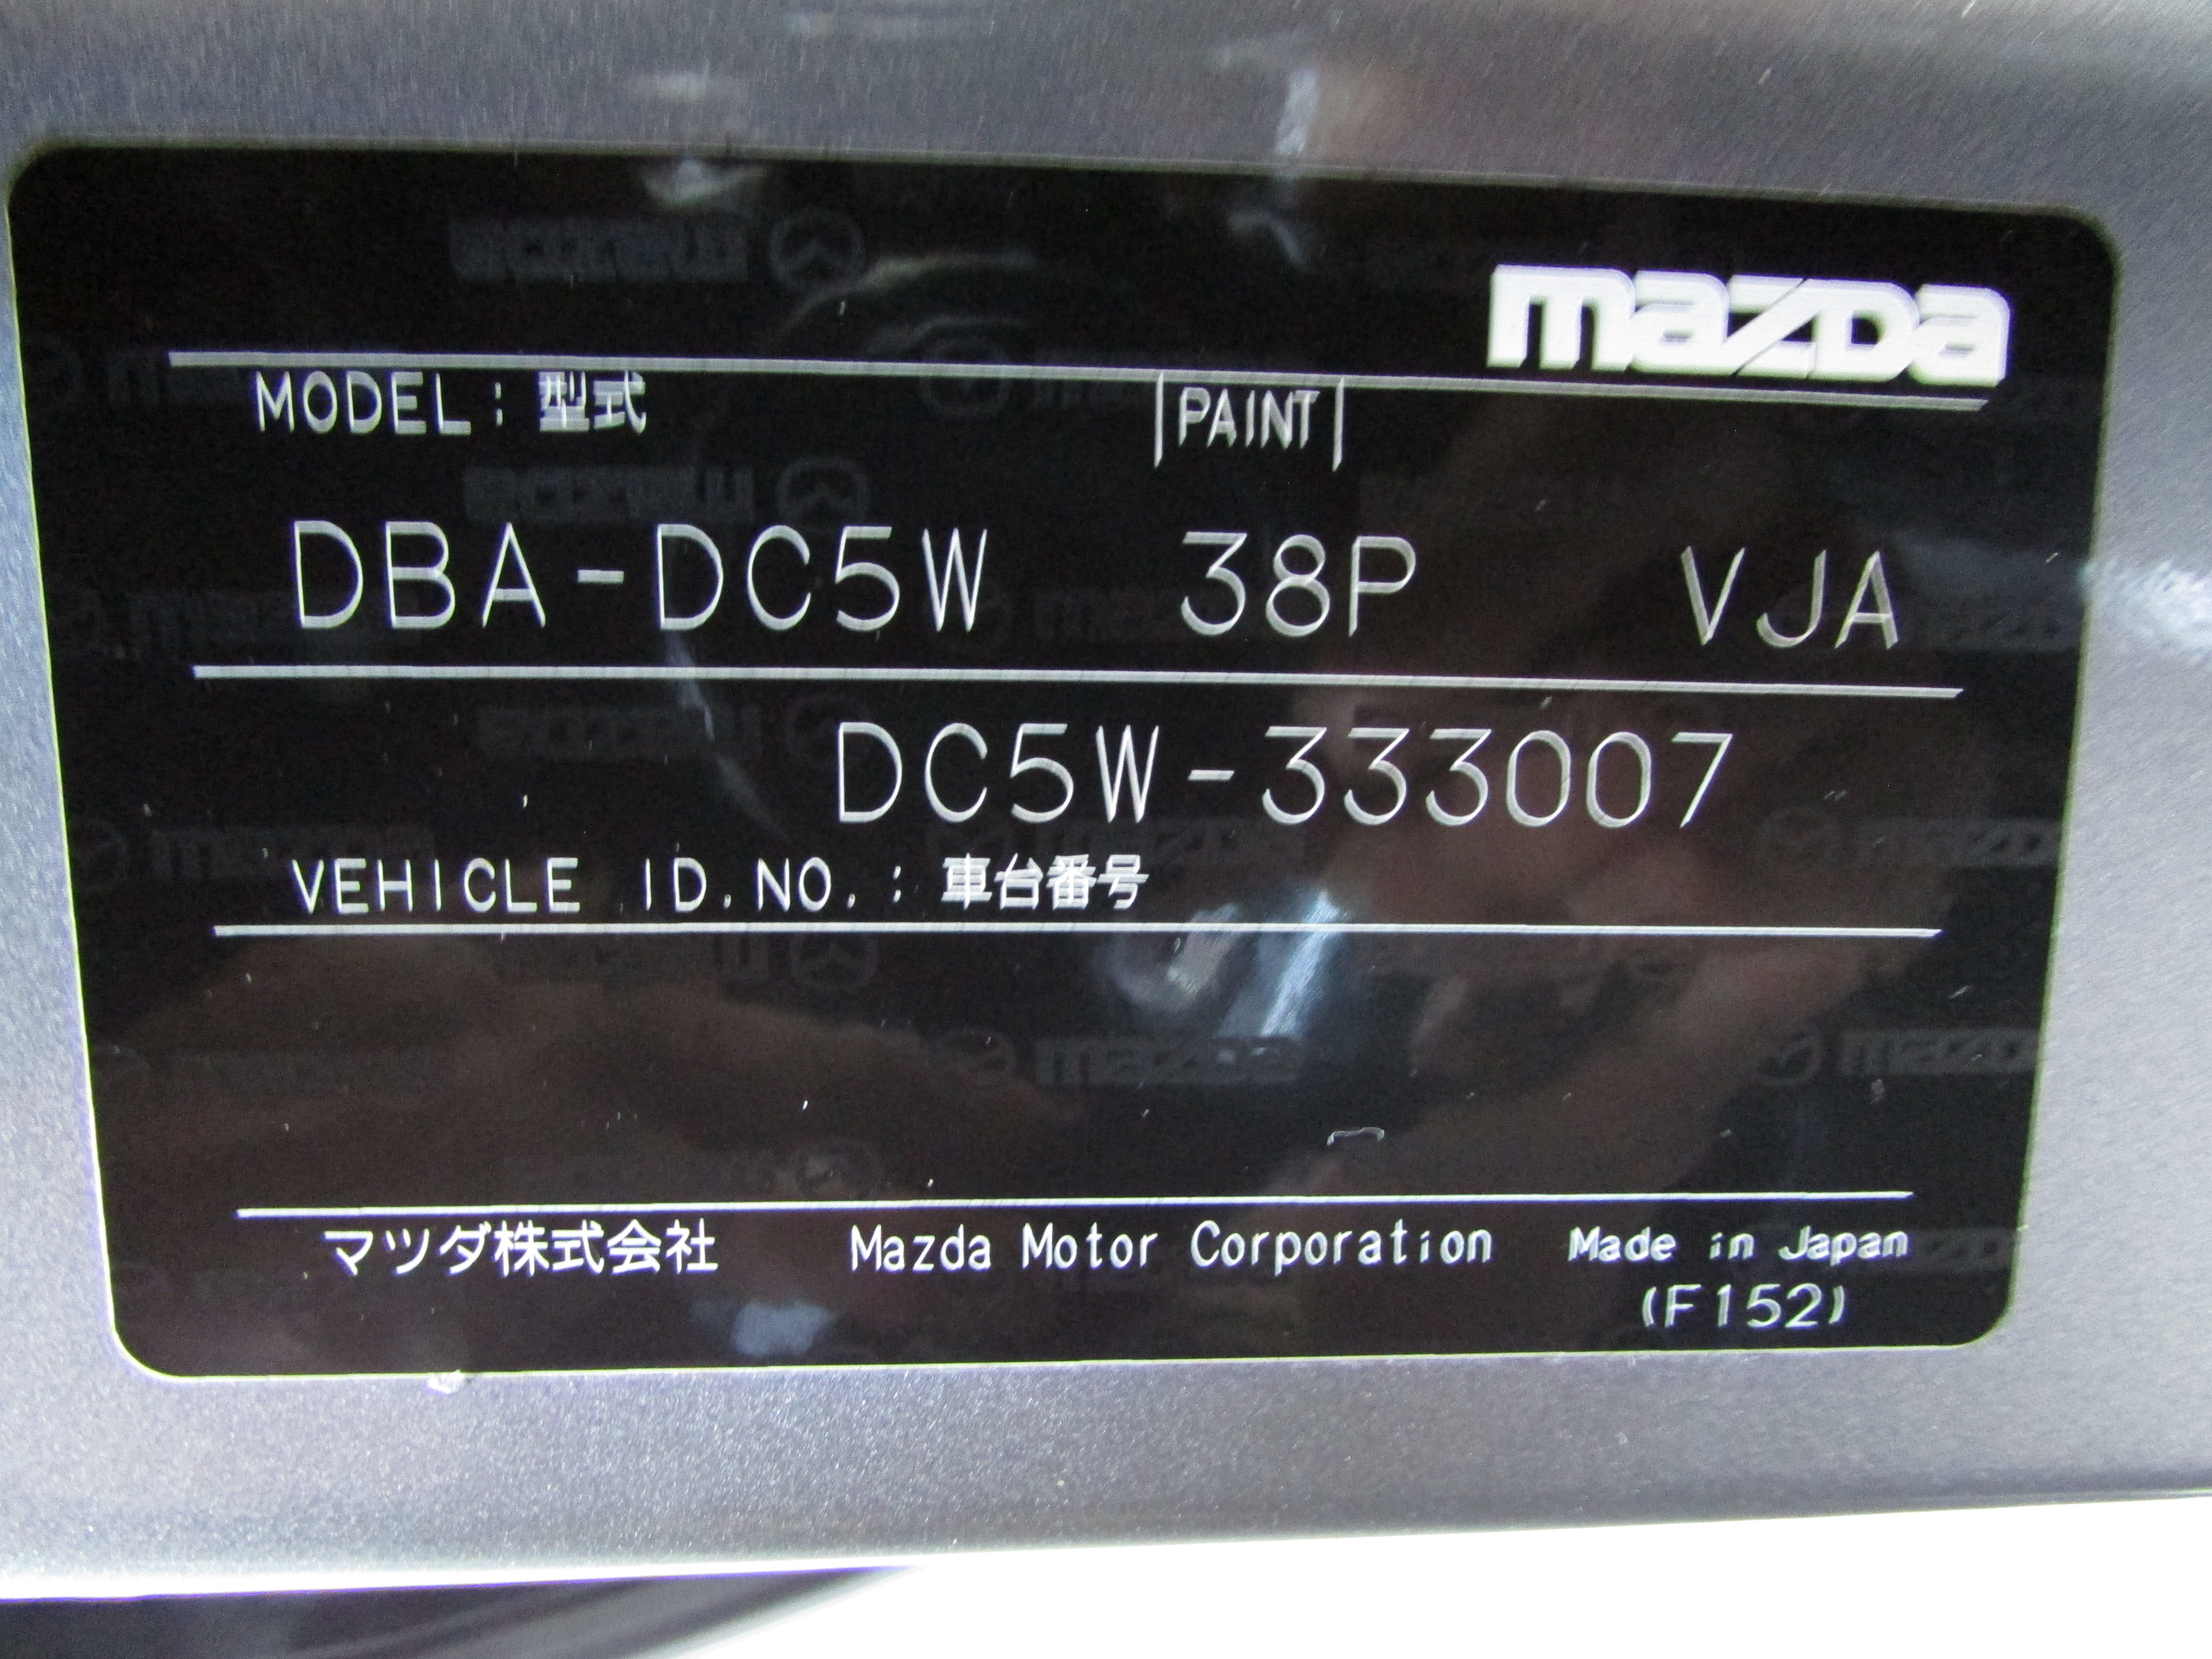 mazda
MODEL: 型式 |PAINT|
DBA-DC5W 38P VJA
DC5W-333007
VEHICLE ID.NO.: 車台番号
マツダ株式会社 Mazda Motor Corporation Made in Japan
(F152)